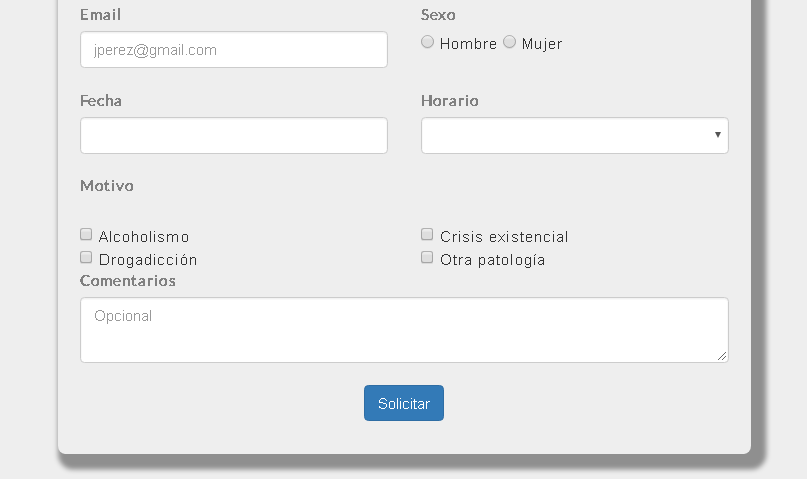 Email Sexo
jperez@gmail.com Hombre Mujer
Fecha Horario
Motivo
Alcoholismo Crisis existencial
Drogadicción Otra patología
Comentarios
Opcional
Solicitar